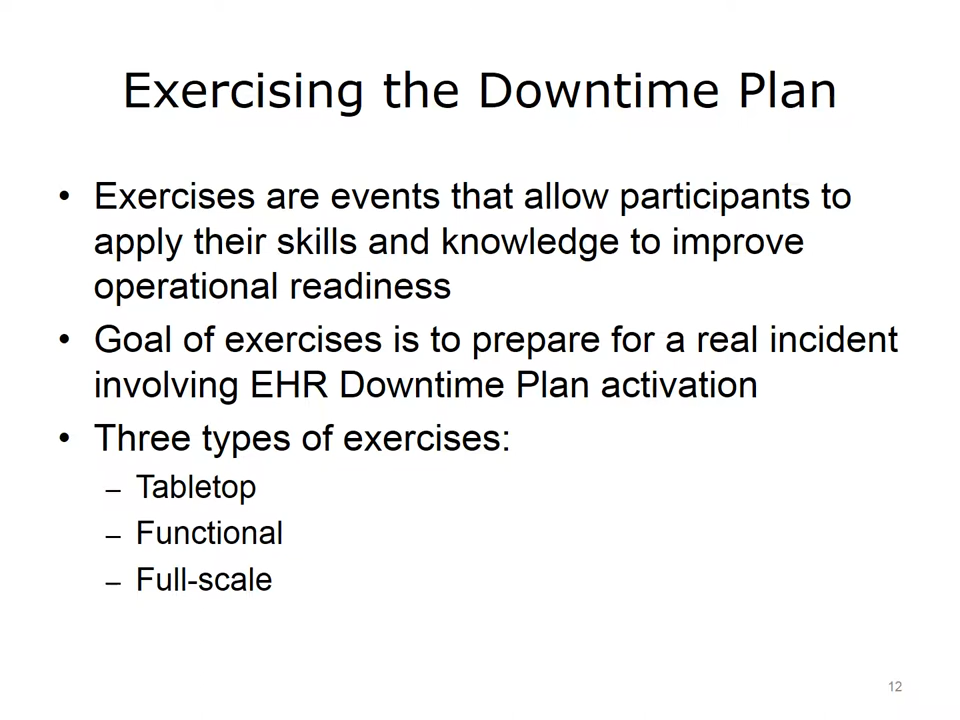 Exercising the Downtime Plan
• Exercises are events that allow participants to
apply their skills and knowledge to improve
operational readiness
• Goal of exercises is to prepare for a real incident
involving EHR Downtime Plan activation
• Three types of exercises:
– Tabletop
– Functional
– Full-scale
12